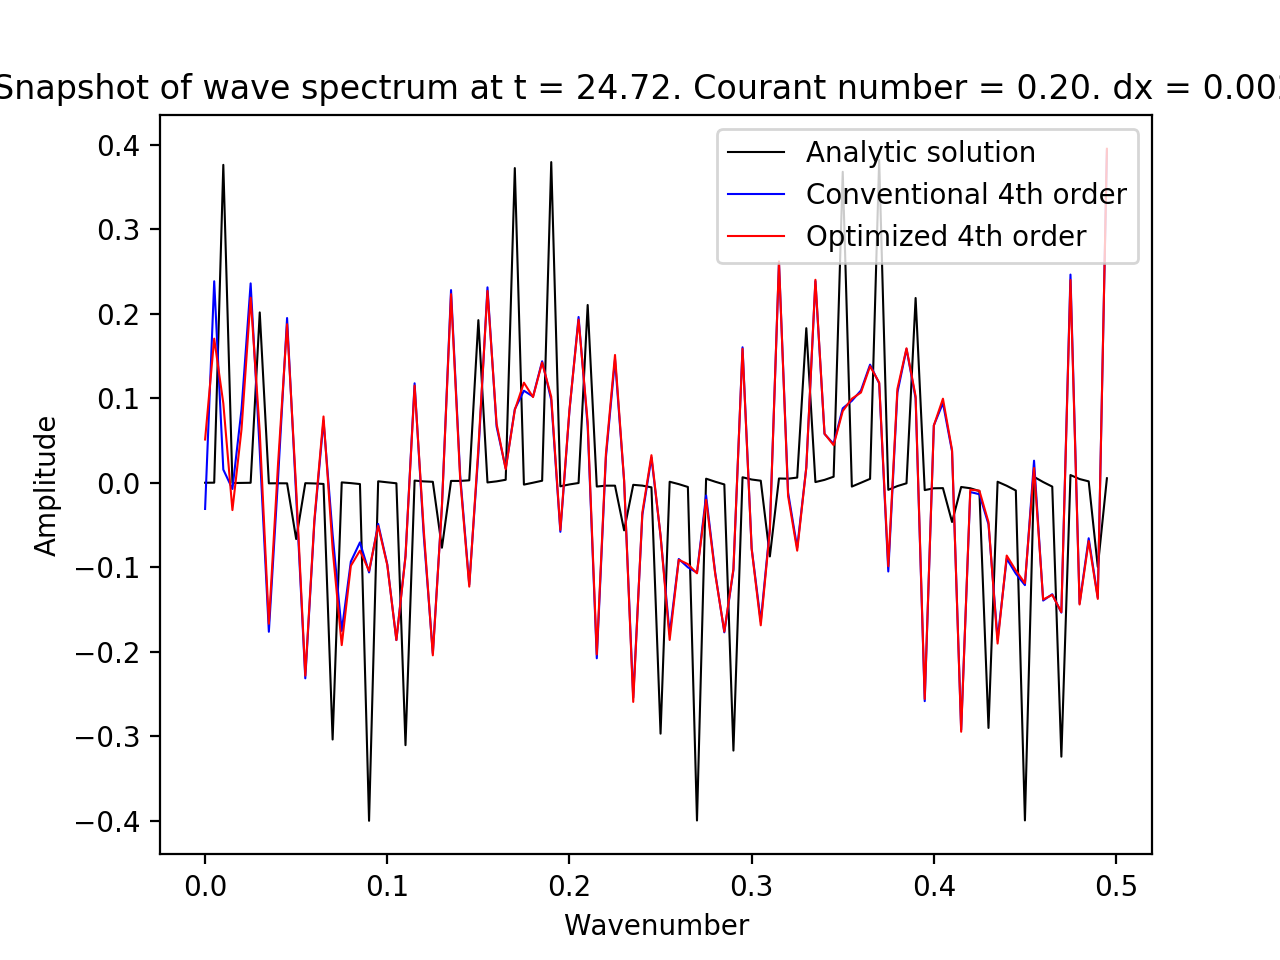 Snapshot of wave spectrum at t = 24.72. Courant number = 0.20. dx = 0.00
Analytic solution
Conventional 4th order
Optimized 4th order
0.4
0.3
0.2
0.1
0.0
−0.1
−0.2
−0.3
−0.4
Amplitude
0.0 0.1 0.2 0.3 0.4 0.5
Wavenumber